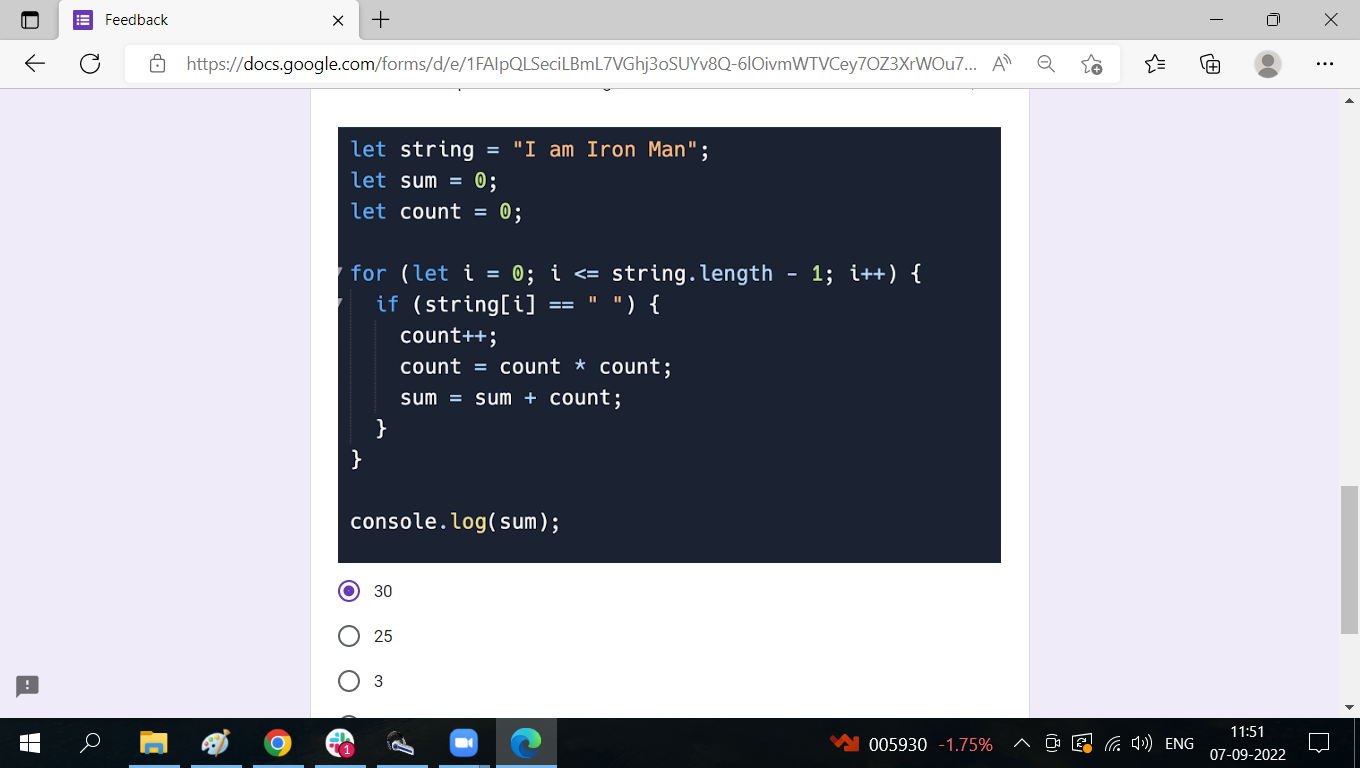 Feedback
https://docs.google.com/forms/d/e/1FAIpQLSeciLBmL7VGhj3oSUYv8Q-6lOivmWTVCey7OZ3XrWOu7...
let string = "I am Iron Man";
let sum = 0;
let count = 0;
for (let i = 0; i <= string.length - 1; i++) {
if (string[i] == " ") {
count++;
count = count * count;
sum = sum + count;
}
}
console.log(sum);
30
25
3
1
005930 -1.75%
ENG
11:51
07-09-2022